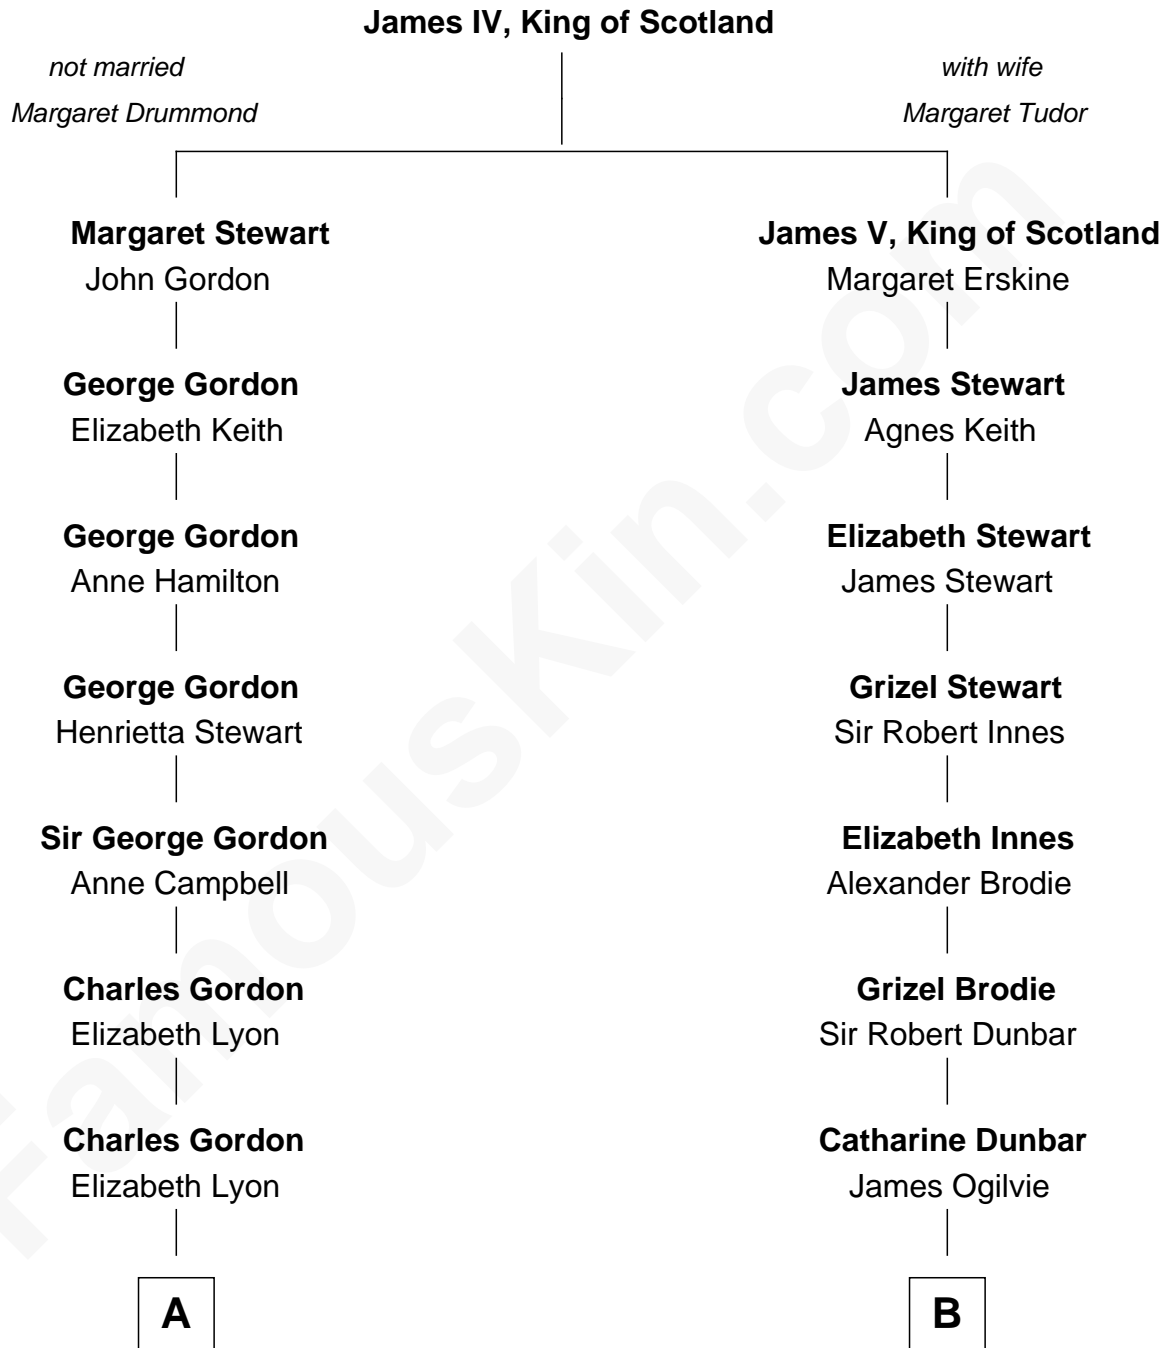 James IV, King of Scotland
not married
Margaret Drummond
with wife
Margaret Tudor
Margaret Stewart
John Gordon
James V, King of Scotland
Margaret Erskine
George Gordon
Elizabeth Keith
James Stewart
Agnes Keith
George Gordon
Anne Hamilton
Elizabeth Stewart
James Stewart
George Gordon
Henrietta Stewart
Grizel Stewart
Sir Robert Innes
Sir George Gordon
Anne Campbell
Elizabeth Innes
Alexander Brodie
Charles Gordon
Elizabeth Lyon
Grizel Brodie
Sir Robert Dunbar
Charles Gordon
Elizabeth Lyon
Catharine Dunbar
James Ogilvie
A
B
FamousKin.com